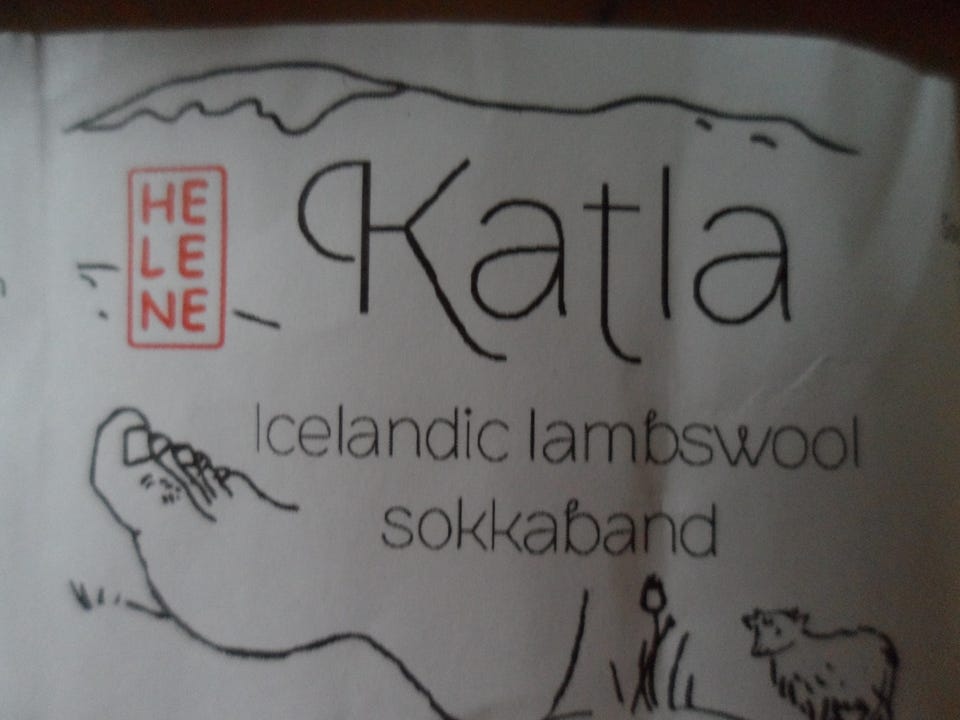 HE
LE
NE
Katla
Icelandic lambswool
sokkaband